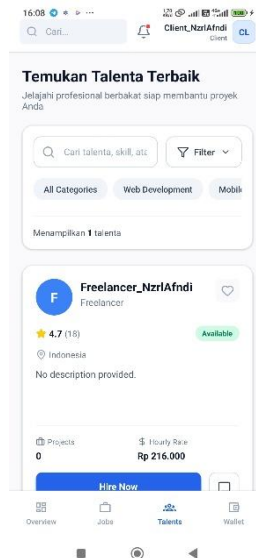 16:08
Cari...
Client_NzrlAfndi
Client
CL
Temukan Talenta Terbaik
Jelajahi profesional berbakat siap membantu proyek
Anda
Cari talenta, skill, ata
Filter
All Categories
Web Development
Mobil
Menampilkan 1 talenta
F
Freelancer_NzrlAfndi
Freelancer
4.7 (18)
Available
Indonesia
No description provided.
Projects
Hourly Rate
0
Rp 216.000
Hire Now
Overview
Jobs
Talents
Wallet